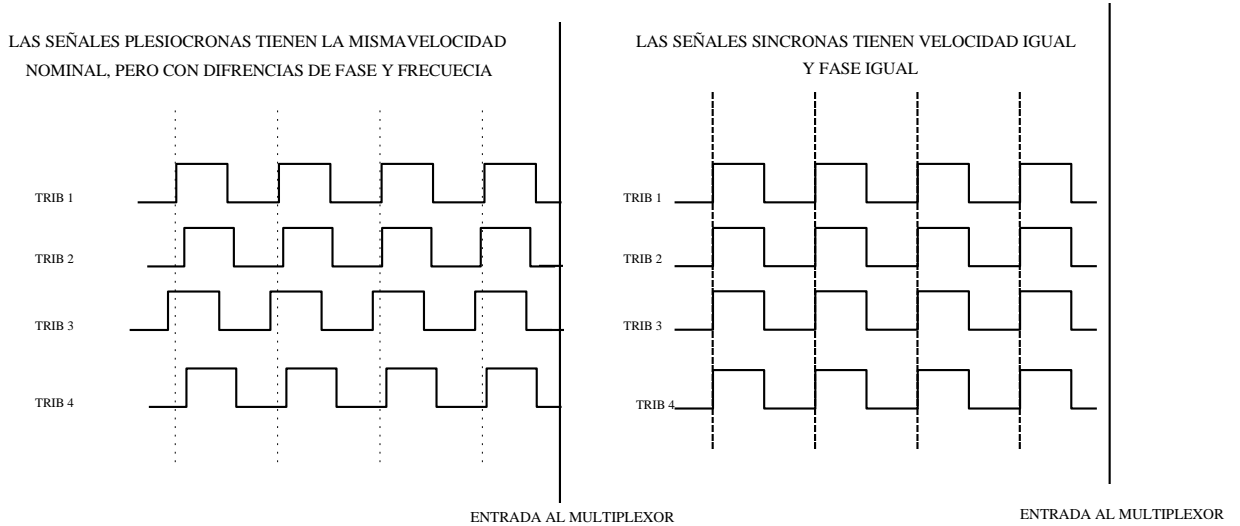 LAS SEÑALES PLESIOCRONAS TIENEN LA MISMAVELOCIDAD
NOMINAL, PERO CON DIFRENCIAS DE FASE Y FRECUECIA
TRIB 1
TRIB 2
TRIB 3
TRIB 4
ENTRADA AL MULTIPLEXOR
LAS SEÑALES SINCRONAS TIENEN VELOCIDAD IGUAL
Y FASE IGUAL
TRIB 1
TRIB 2
TRIB 3
TRIB 4
ENTRADA AL MULTIPLEXOR